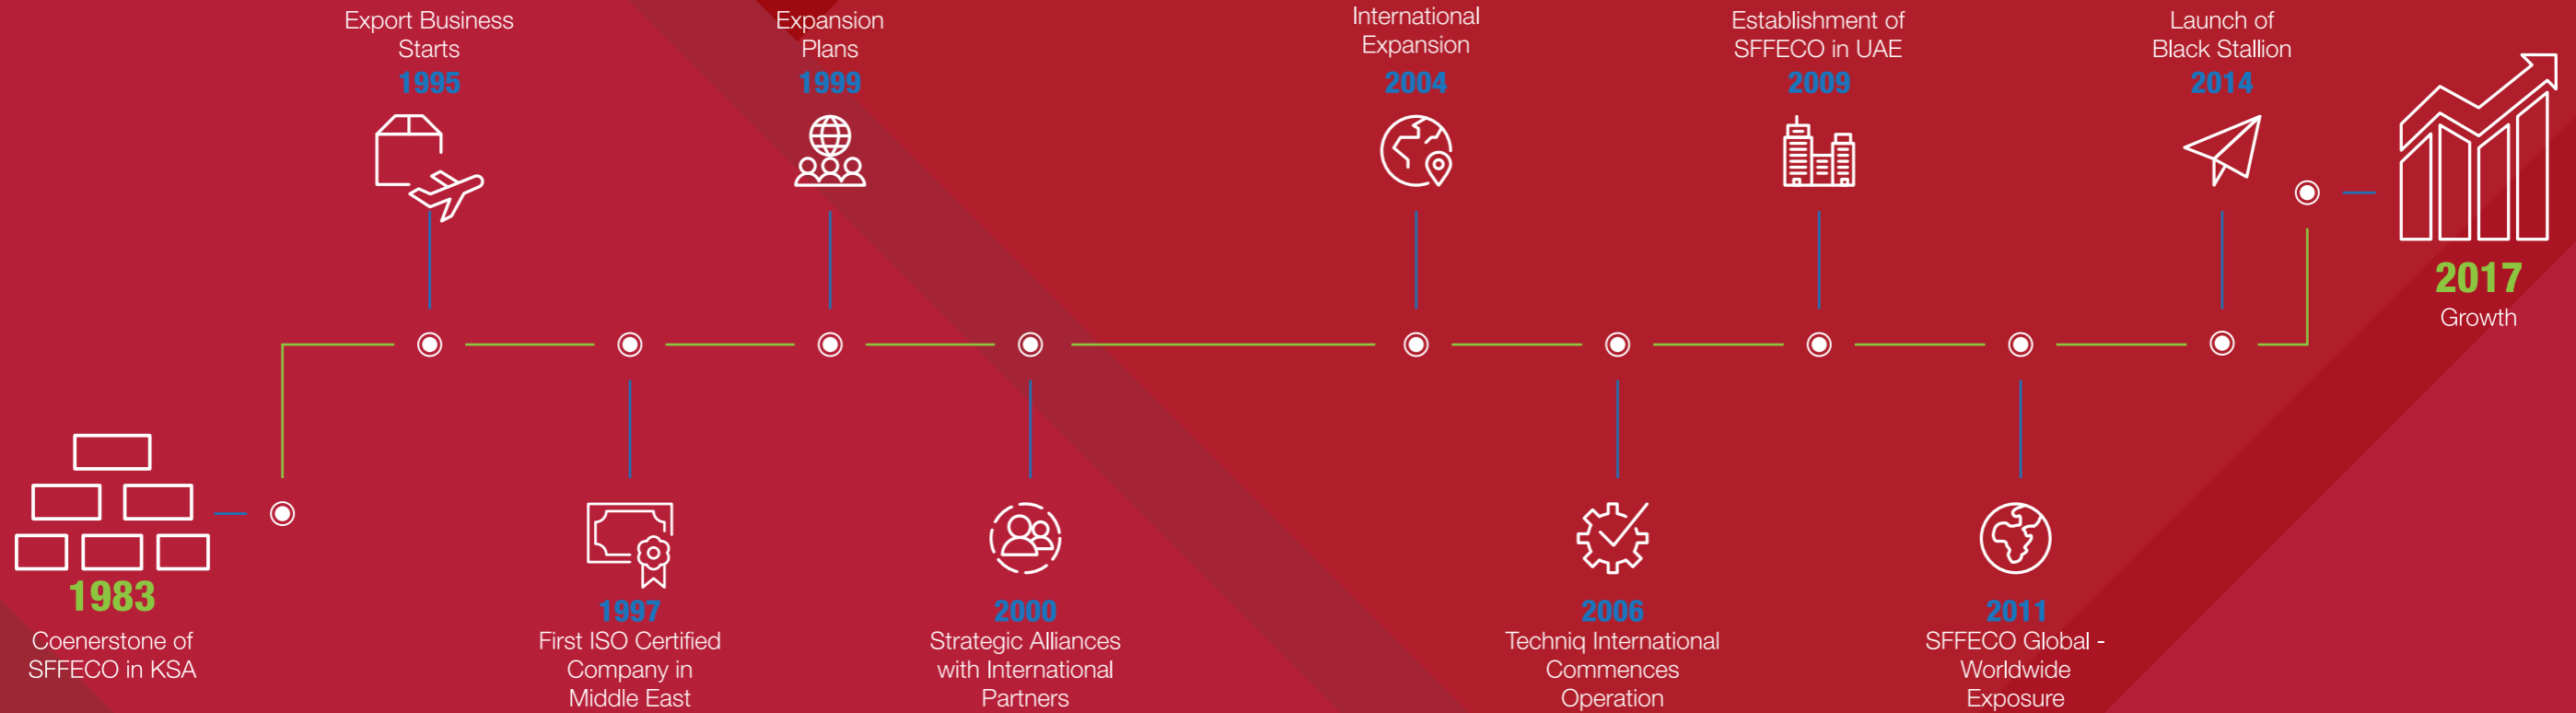 1983
Coenerstone of
SFFECO in KSA
Export Business
Starts
1995
1997
First ISO Certified
Company in
Middle East
Expansion
Plans
1999
2000
Strategic Alliances
with International
Partners
International
Expansion
2004
2006
Techniq International
Commences
Operation
Establishment of
SFFECO in UAE
2009
2011
SFFECO Global -
Worldwide
Exposure
Launch of
Black Stallion
2014
2017
Growth